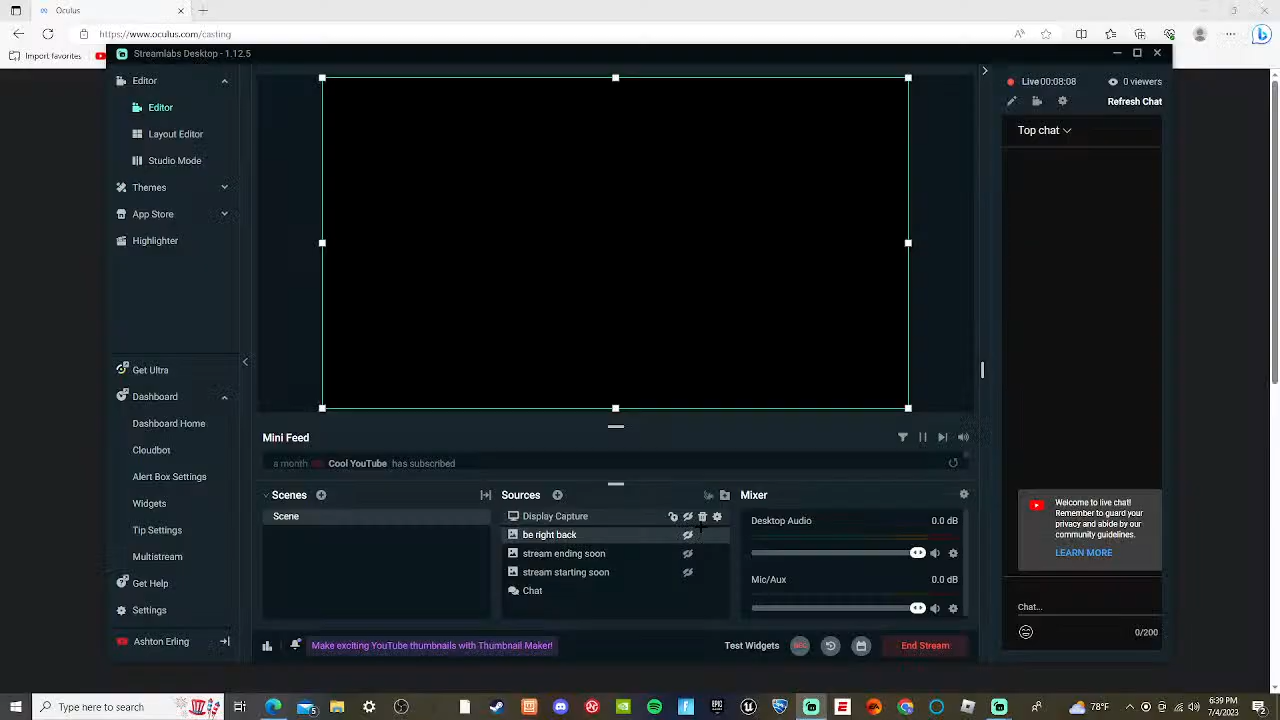 Oculus
https://www.oculus.com/casting
Import favorites
Streamlabs Desktop - 1.12.5
Editor
Editor
Layout Editor
Studio Mode
Themes
App Store
Highlighter
Get Ultra
Dashboard
Dashboard Home
Cloudbot
Alert Box Settings
Widgets
Tip Settings
Multistream
Get Help
Settings
Ashton Erling
Mini Feed
a month Cool YouTube has subscribed
Scenes
Scene
Sources
Display Capture
be right back
stream ending soon
stream starting soon
Chat
Mixer
Desktop Audio 0.0 dB
Mic/Aux 0.0 dB
Make exciting YouTube thumbnails with Thumbnail Maker!
Test Widgets
REC
End Stream
Live 00:08:08 0 viewers
Refresh Chat
Top chat
Welcome to live chat!
Remember to guard your
privacy and abide by our
community guidelines.
LEARN MORE
Chat...
0/200
Type here to search
5
EPIC
78°F
6:39 PM
7/4/2023
2